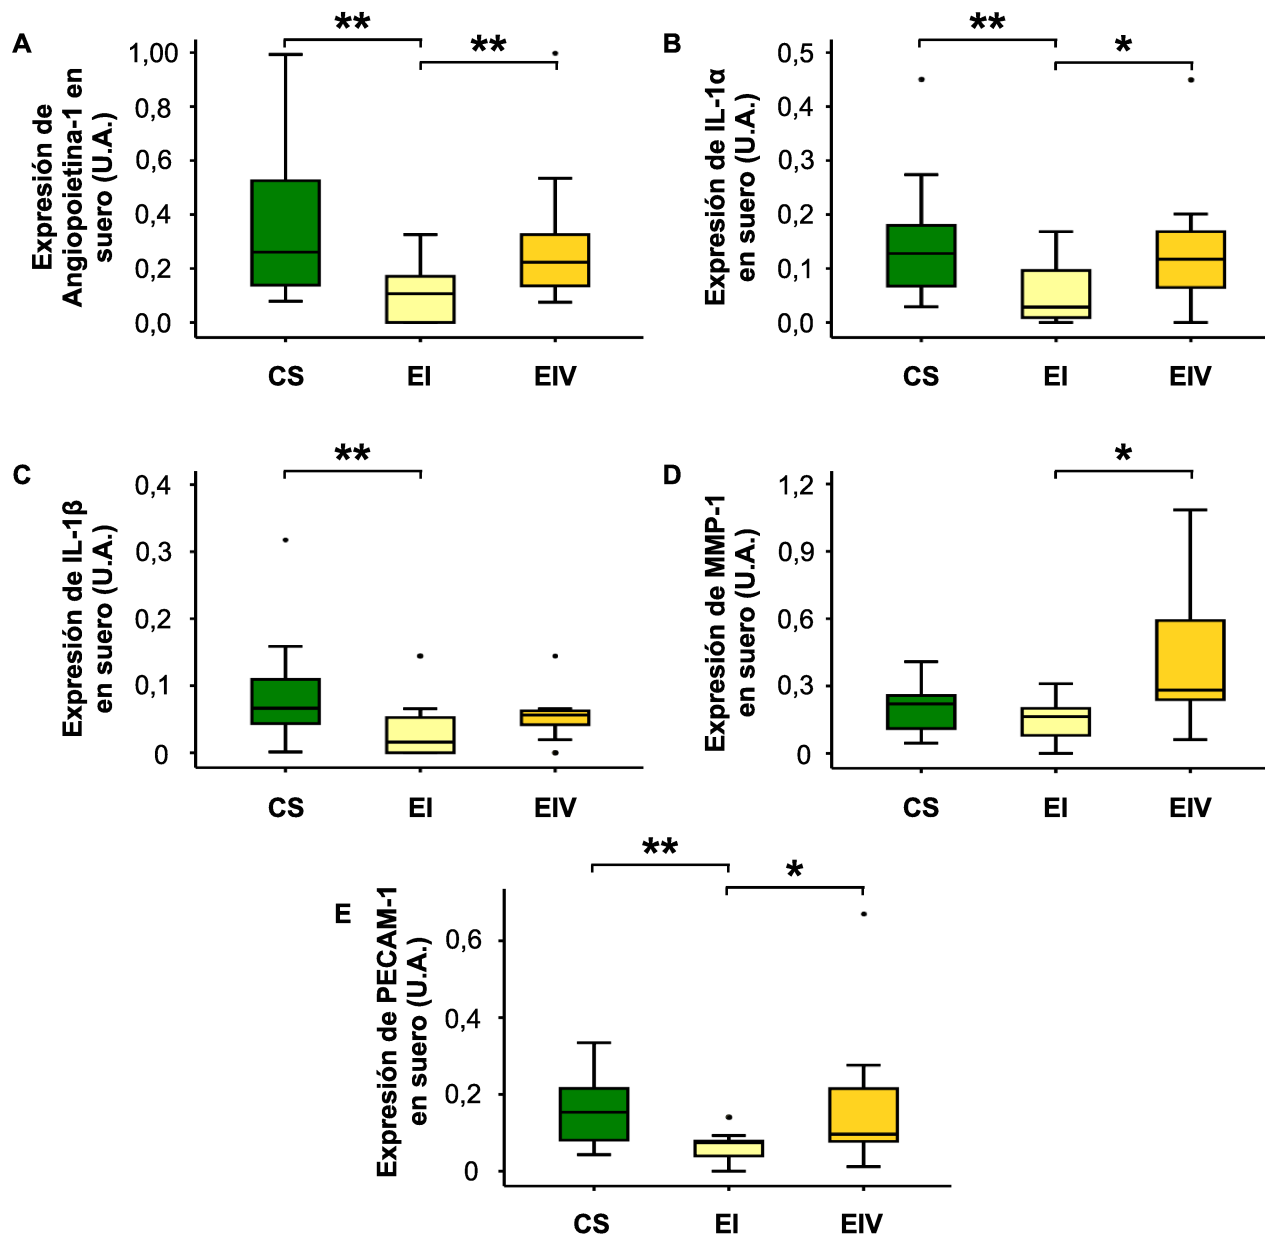 A
Expresión de
Angiopoietina-1 en
suero (U.A.)
1,00
0,8
0,6
0,4
0,2
0,0
** **
CS EI EIV
B
Expresión de IL-1α
en suero (U.A.)
0,5
0,4
0,3
0,2
0,1
0,0
** *
CS EI EIV
C
Expresión de IL-1β
en suero (U.A.)
0,4
0,3
0,2
0,1
0
**
CS EI EIV
D
Expresión de MMP-1
en suero (U.A.)
1,2
0,9
0,6
0,3
0
*
CS EI EIV
E
Expresión de PECAM-1
en suero (U.A.)
0,6
0,4
0,2
0
** *
CS EI EIV